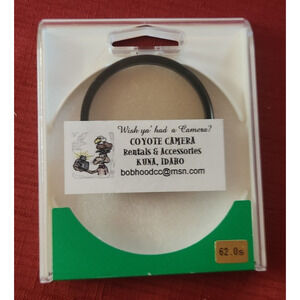 Wish ya' had a Camera?
COYOTE CAMERA
Rentals & Accessories
KUNA, IDAHO
bobhoodcc@msn.com
62.0s